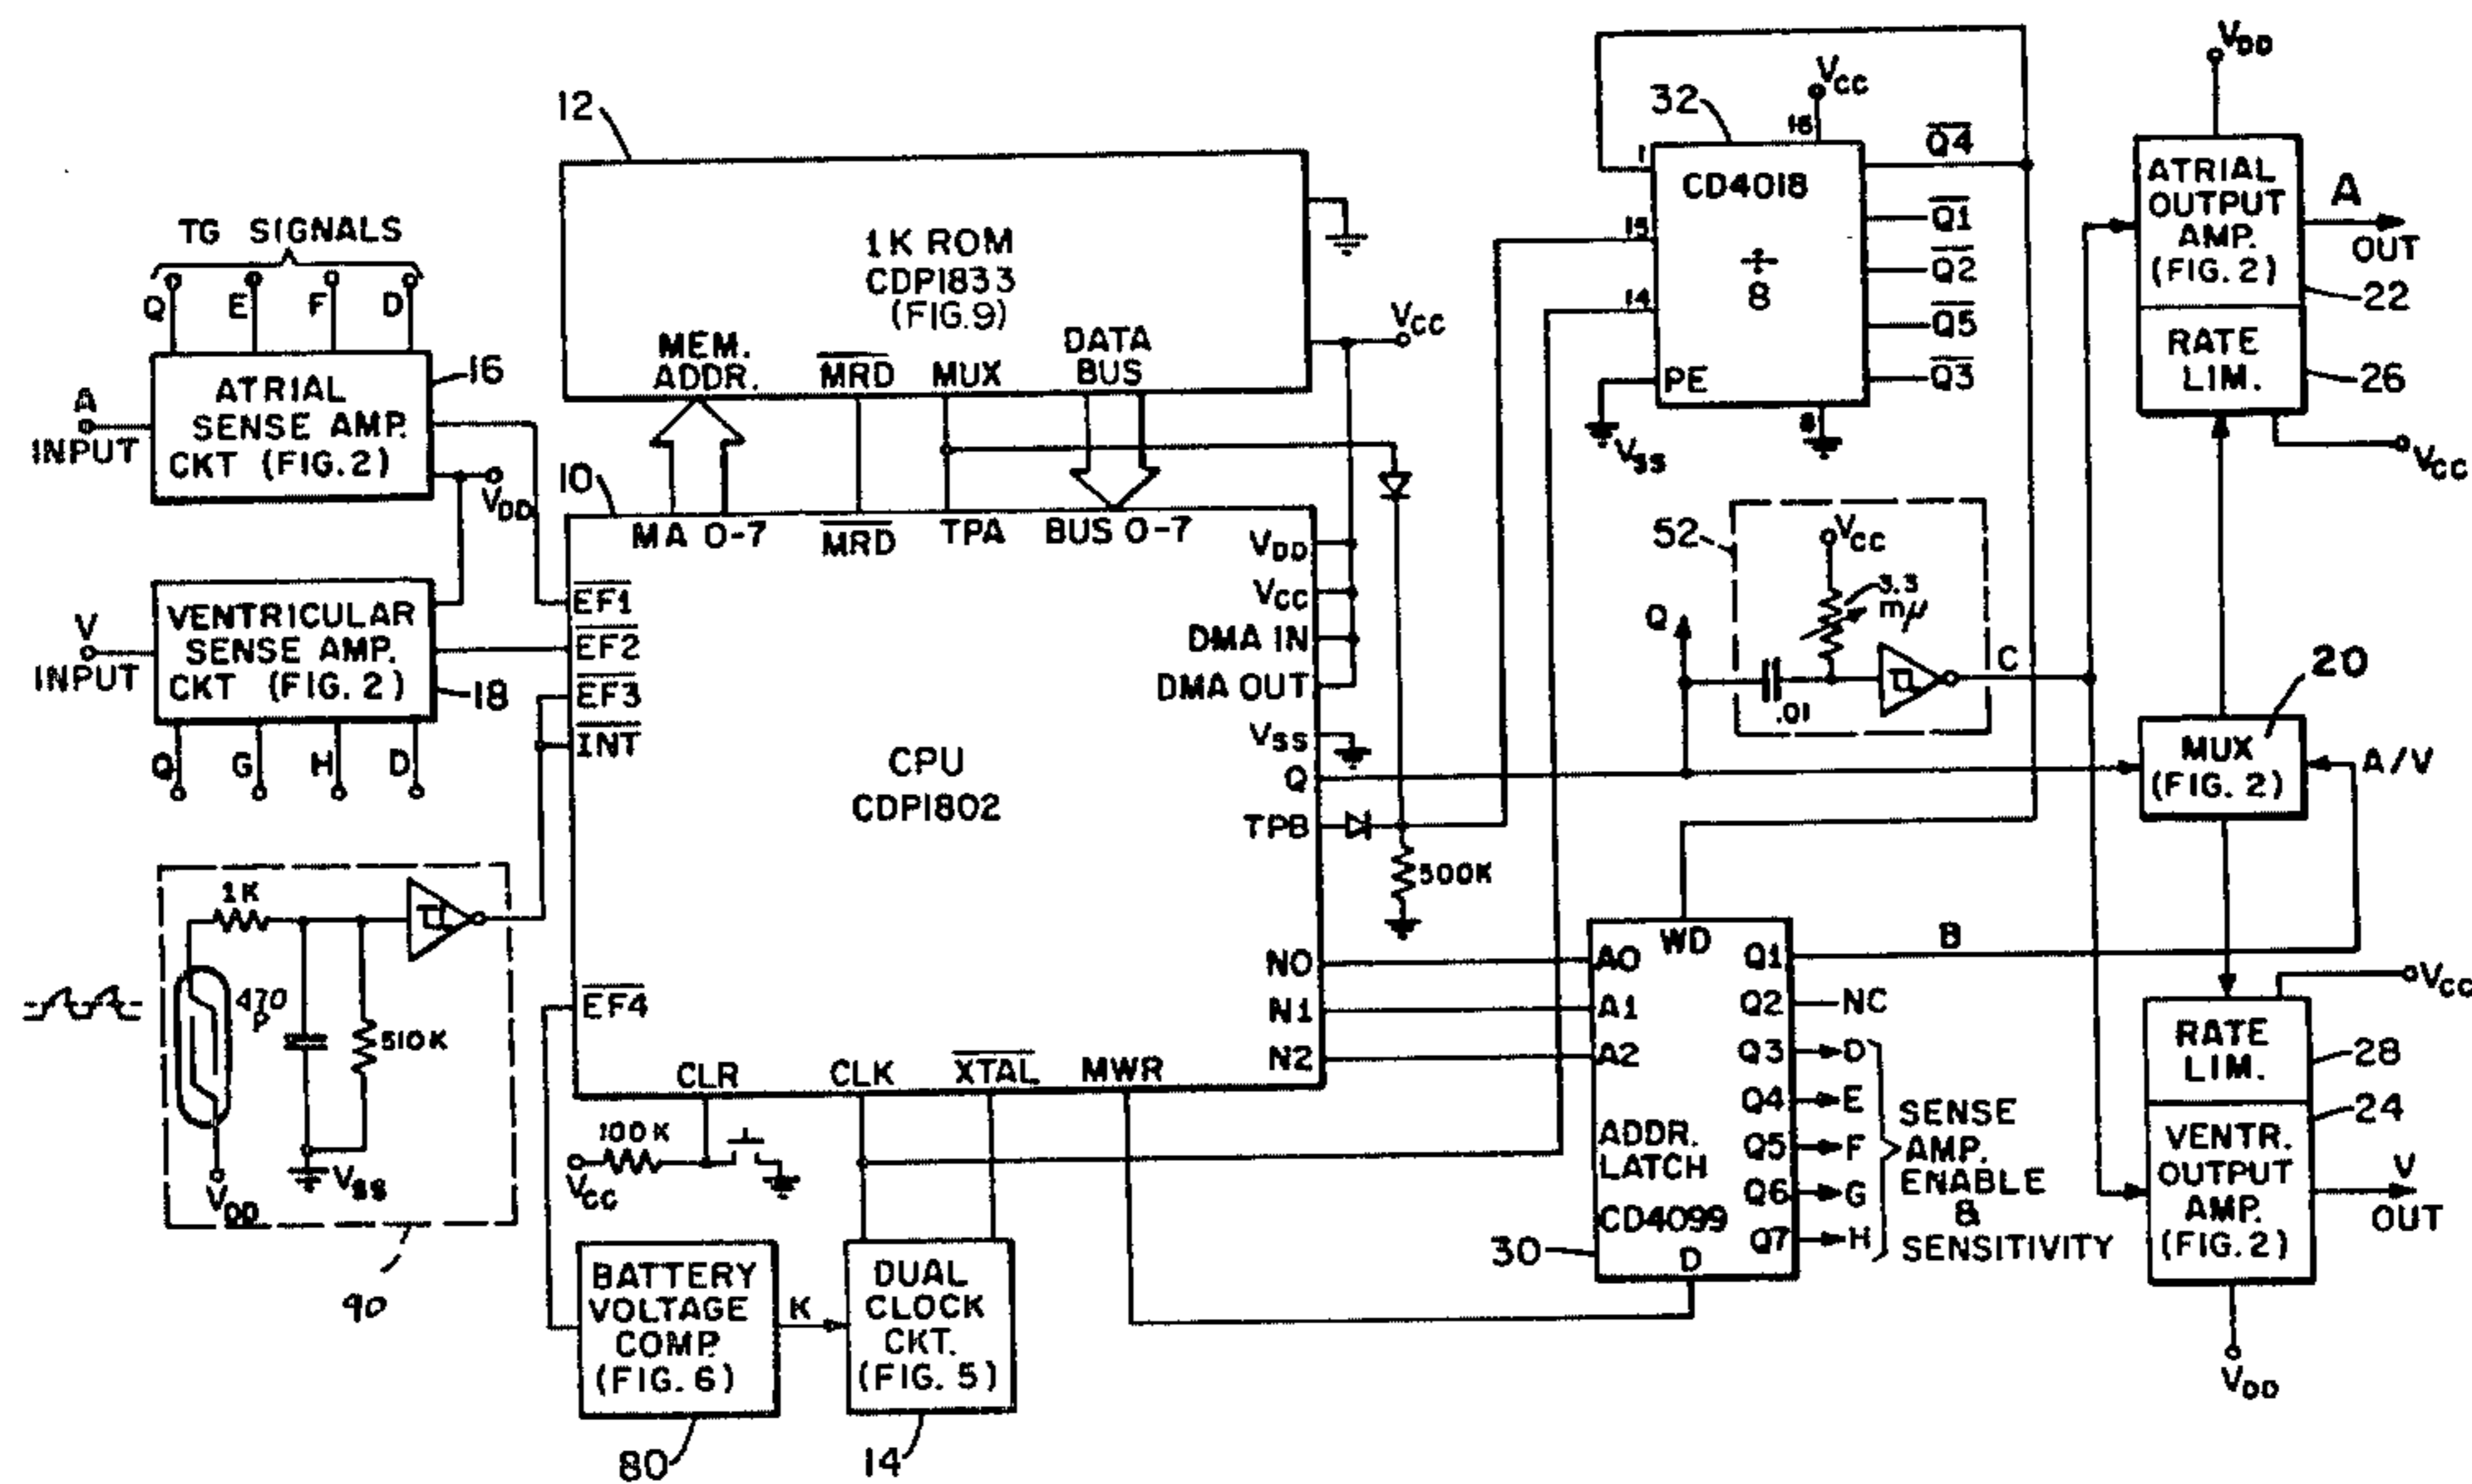 12
1K ROM
CDP1833
(FIG.9)
MEM.
ADDR.
MRD
MUX
DATA
BUS
VCC
TG SIGNALS
Q E F D
16
ATRIAL
SENSE AMP.
CKT (FIG.2)
A
INPUT
VDD
VENTRICULAR
SENSE AMP.
CKT (FIG. 2)
18
V
INPUT
Q G H D
10
MA 0-7
MRD
TPA
BUS 0-7
EF1
EF2
EF3
INT
EF4
CPU
CDP1802
VDD
VCC
DMA IN
DMA OUT
VSS
Q
TPB
500K
N0
N1
N2
CLR
CLK
XTAL
MWR
1K
470
P
510K
VDD
VSS
90
100K
VCC
BATTERY
VOLTAGE
COMP.
(FIG. 6)
80
K
DUAL
CLOCK
CKT.
(FIG. 5)
14
32
VCC
16
1
15
14
PE
VSS
8
CD4018
÷
8
Q4
Q1
Q2
Q5
Q3
52
VCC
3.3
mµ
.01
Q
C
WD
A0
A1
A2
ADDR.
LATCH
CD4099
D
30
Q1
Q2
Q3
Q4
Q5
Q6
Q7
B
NC
D
E
F
G
H
SENSE
AMP.
ENABLE
&
SENSITIVITY
VDD
ATRIAL
OUTPUT
AMP.
(FIG. 2)
A
OUT
22
RATE
LIM.
26
VCC
20
MUX
(FIG. 2)
A/V
VCC
RATE
LIM.
28
24
VENTR.
OUTPUT
AMP.
(FIG. 2)
V
OUT
VDD